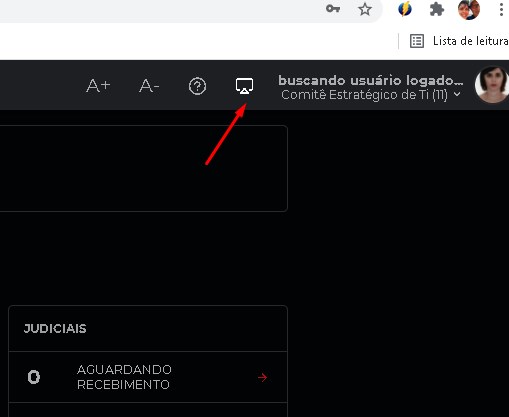 Lista de leitura
A+ A- ?
buscando usuário logado...
Comitê Estratégico de Ti (11)
JUDICIAIS
0 AGUARDANDO
RECEBIMENTO